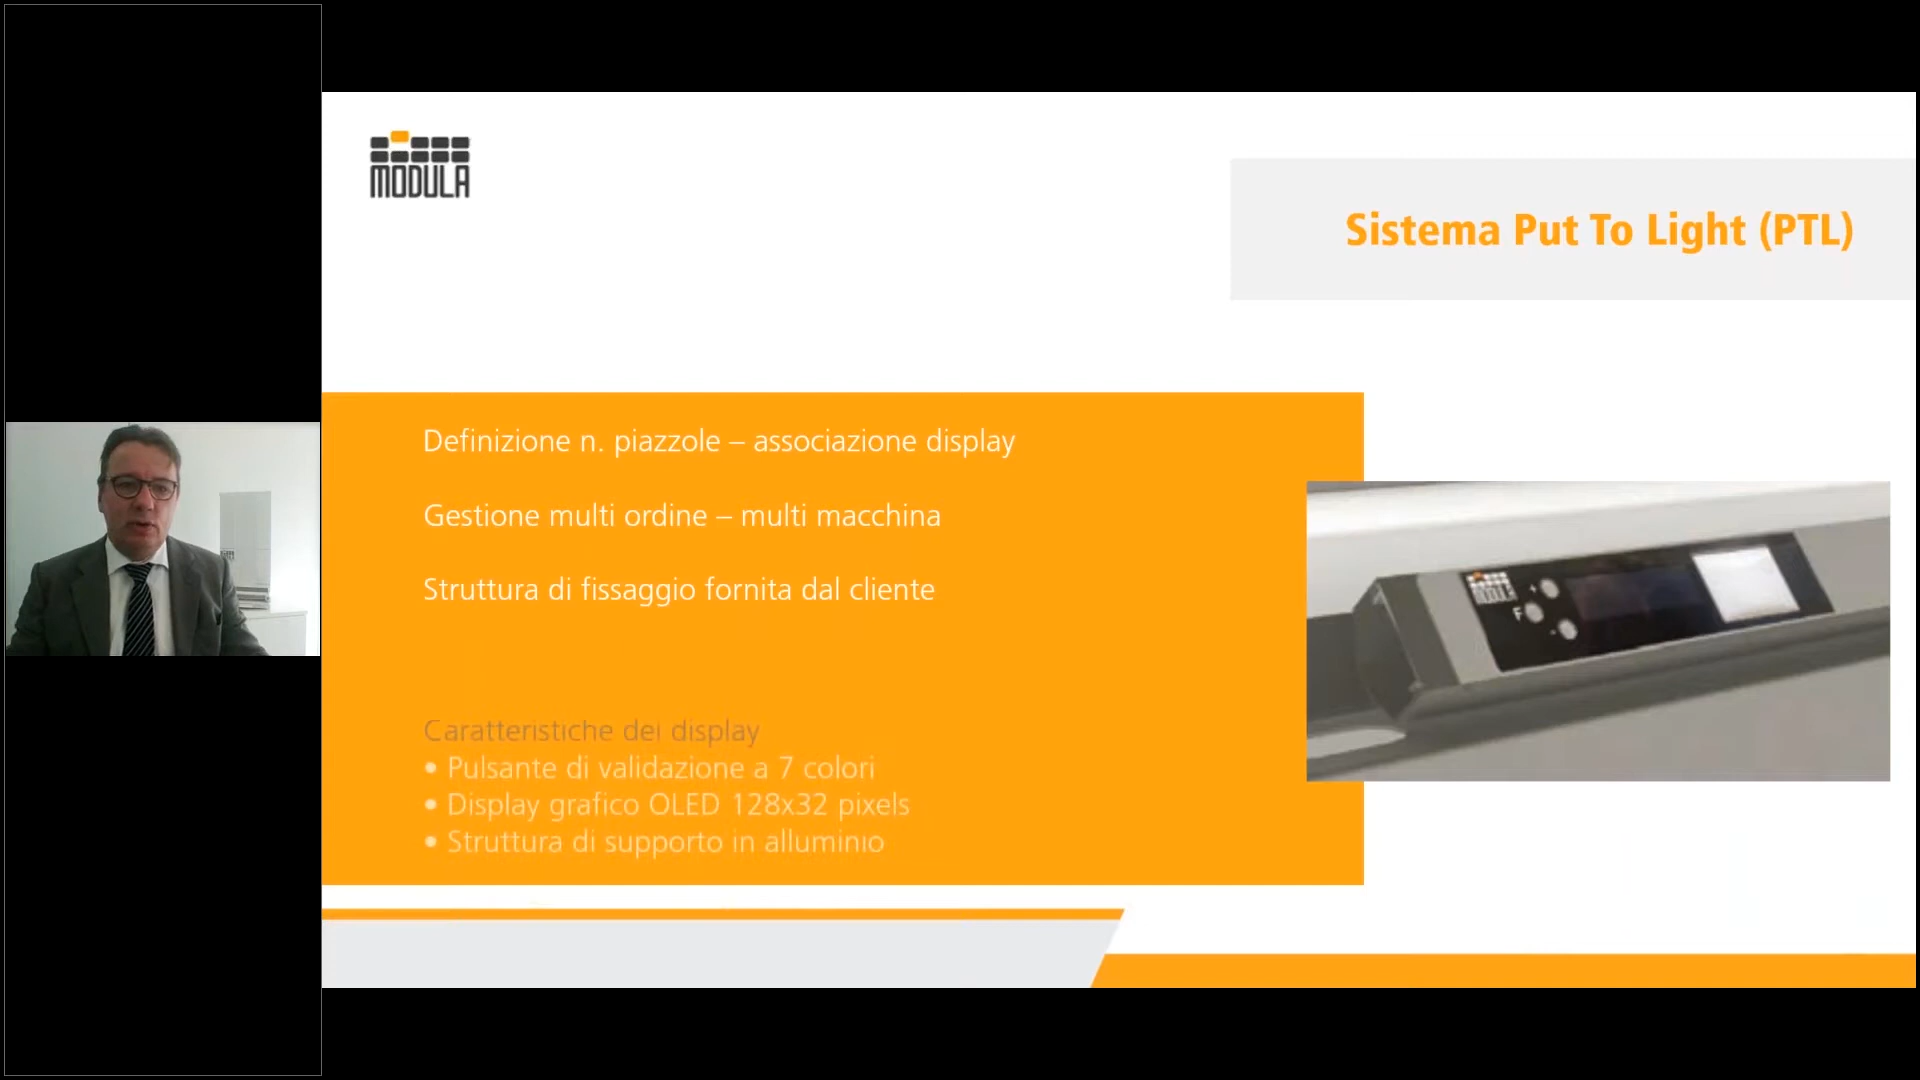 MODULA
Sistema Put To Light (PTL)
Definizione n. piazzole – associazione display
Gestione multi ordine – multi macchina
Struttura di fissaggio fornita dal cliente
MODULA
+
F
-
Caratteristiche dei display
• Pulsante di validazione a 7 colori
• Display grafico OLED 128x32 pixels
• Struttura di supporto in alluminio